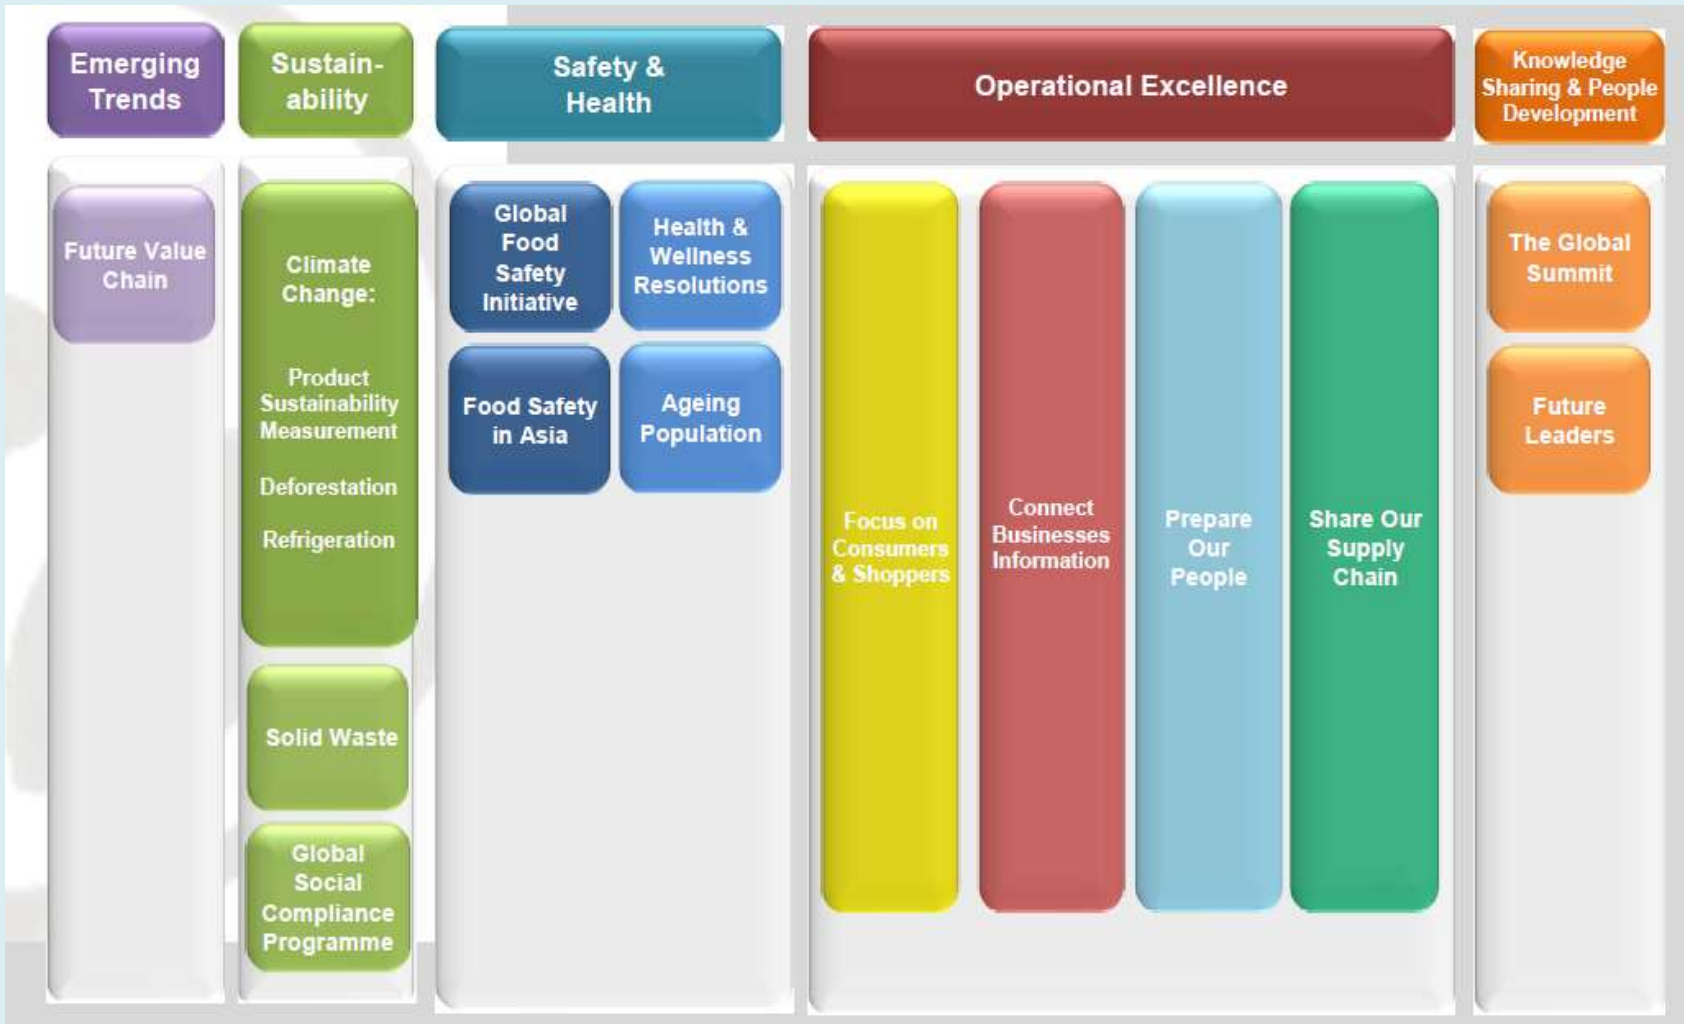 Emerging
Trends
Sustain-
ability
Safety &
Health
Operational Excellence
Knowledge
Sharing & People
Development
Future Value
Chain
Climate
Change:
Product
Sustainability
Measurement
Deforestation
Refrigeration
Solid Waste
Global
Social
Compliance
Programme
Global
Food
Safety
Initiative
Health &
Wellness
Resolutions
Food Safety
in Asia
Ageing
Population
Focus on
Consumers
& Shoppers
Connect
Businesses
Information
Prepare
Our
People
Share Our
Supply
Chain
The Global
Summit
Future
Leaders